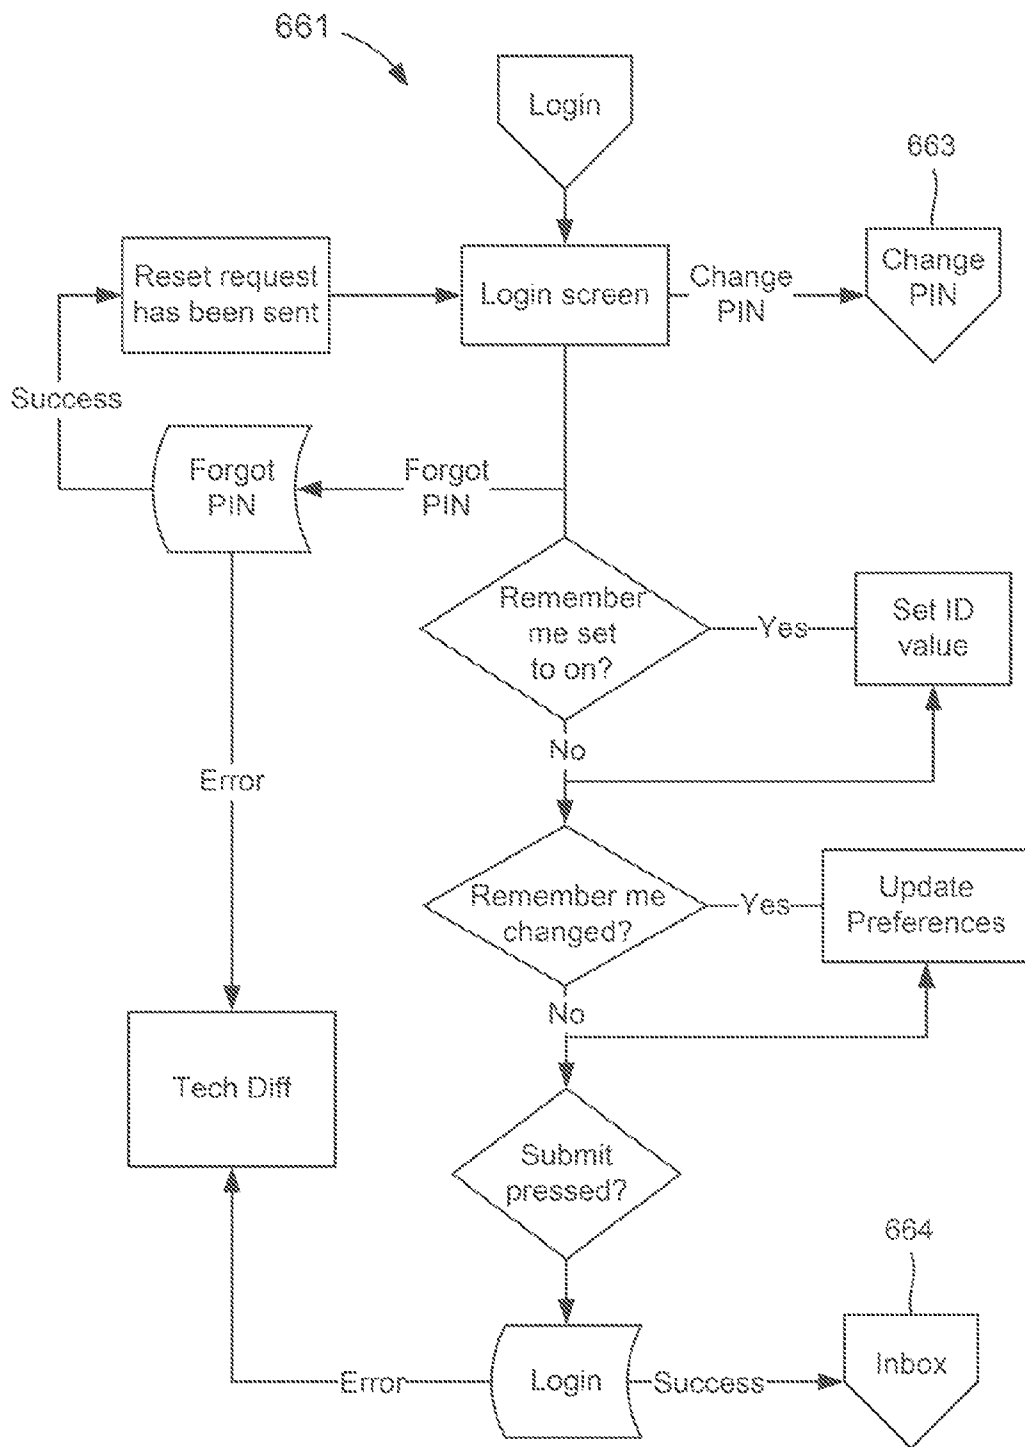 661
Login
663
Reset request
has been sent
Login screen
Change
PIN
Change
PIN
Success
Forgot
PIN
Forgot
PIN
Remember
me set
to on?
Yes
Set ID
value
No
Error
Remember me
changed?
Yes
Update
Preferences
No
Tech Diff
Submit
pressed?
664
Error
Login
Success
Inbox